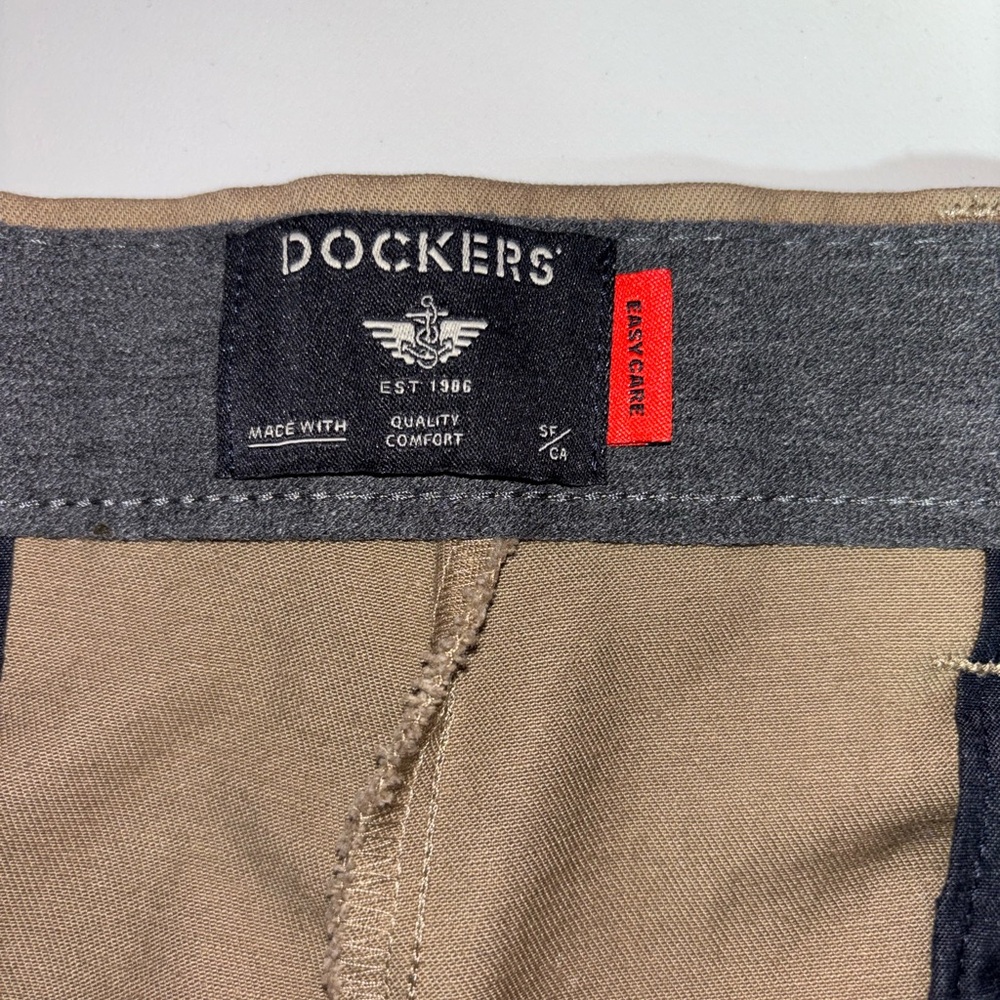 DOCKERS®
EST 1986
MADE WITH
QUALITY
COMFORT
SF/
CA
EASY CARE